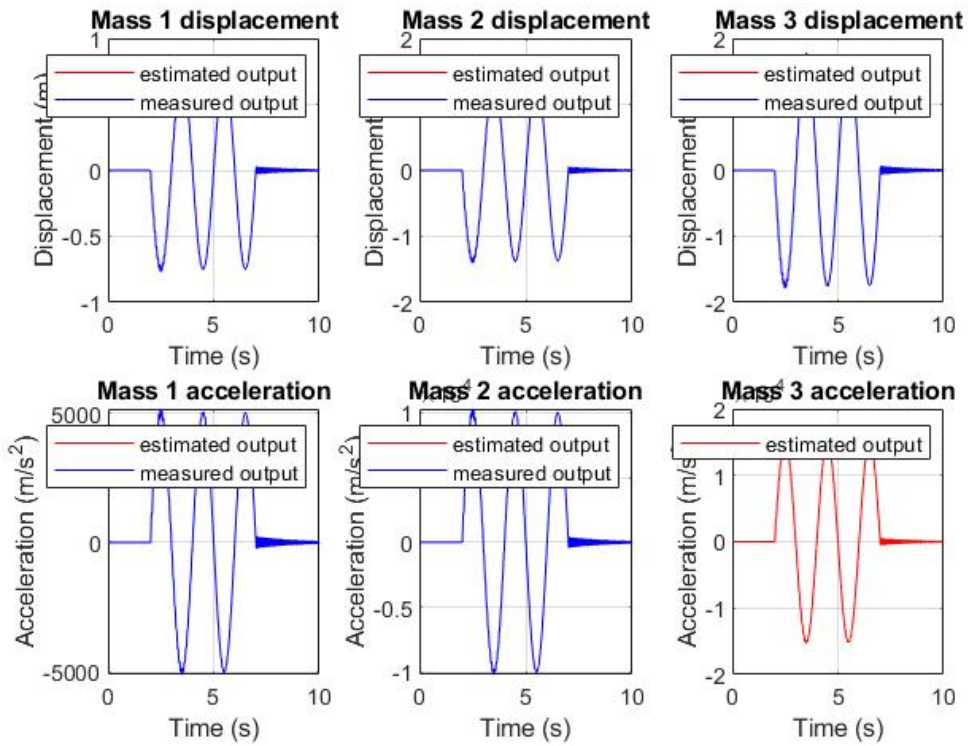 Mass 1 displacement
1
estimated output
measured output
Displacement (m)
0
-0.5
-1
0 5 10
Time (s)
Mass 2 displacement
2
estimated output
measured output
Displacement
0
-1
-2
0 5 10
Time (s)
Mass 3 displacement
2
estimated output
measured output
Displacement
0
-1
-2
0 5 10
Time (s)
Mass 1 acceleration
5000
estimated output
measured output
Acceleration (m/s²)
0
-5000
0 5 10
Time (s)
Mass 2 acceleration
1
estimated output
measured output
Acceleration (m/s²)
0
-0.5
-1
0 5 10
Time (s)
Mass 3 acceleration
2
estimated output
Acceleration (m/s
0
-1
-2
0 5 10
Time (s)